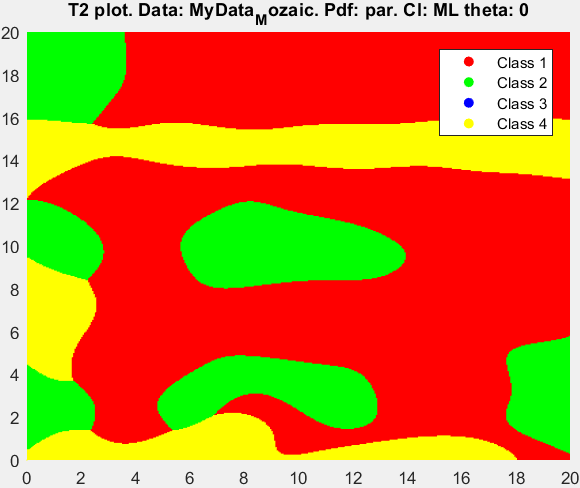 T2 plot. Data: MyData_Mozaic. Pdf: par. Cl: ML theta: 0
20
18
16
14
12
10
8
6
4
2
0
Class 1
Class 2
Class 3
Class 4
0 2 4 6 8 10 12 14 16 18 20